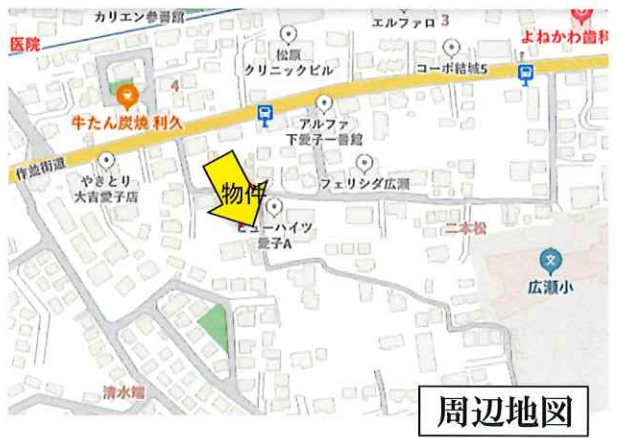 カリエン参番館
エルファロ 3
医院
よねかわ歯科
松原
クリニックビル
コーポ結城5
4
牛たん炭焼 利久
アルファ
下愛子一番館
作並街道
やきとり
大吉愛子店
物件
フェリシダ広瀬
ビューハイツ
愛子A
二本松
文
広瀬小
清水端
周辺地図